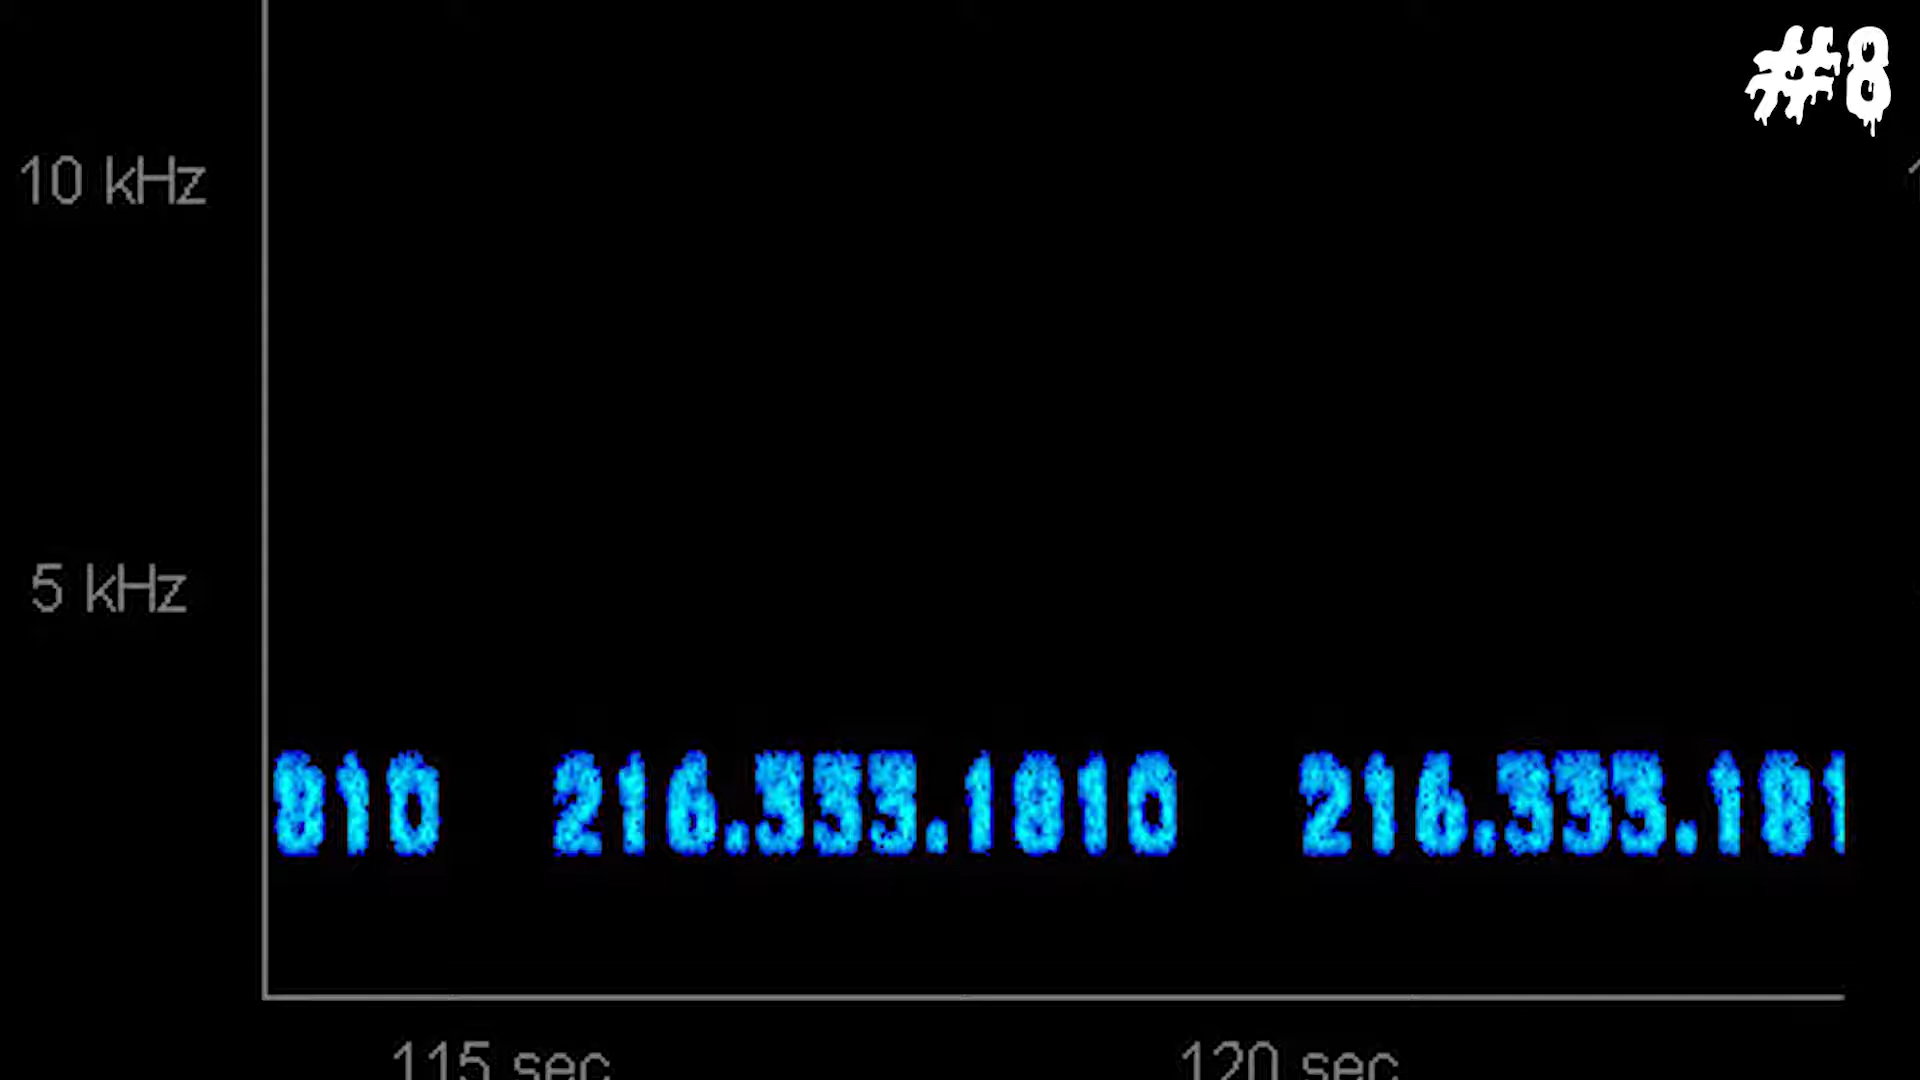 #8
10 kHz
5 kHz
810 216.333.1810 216.333.181
115 sec 120 sec